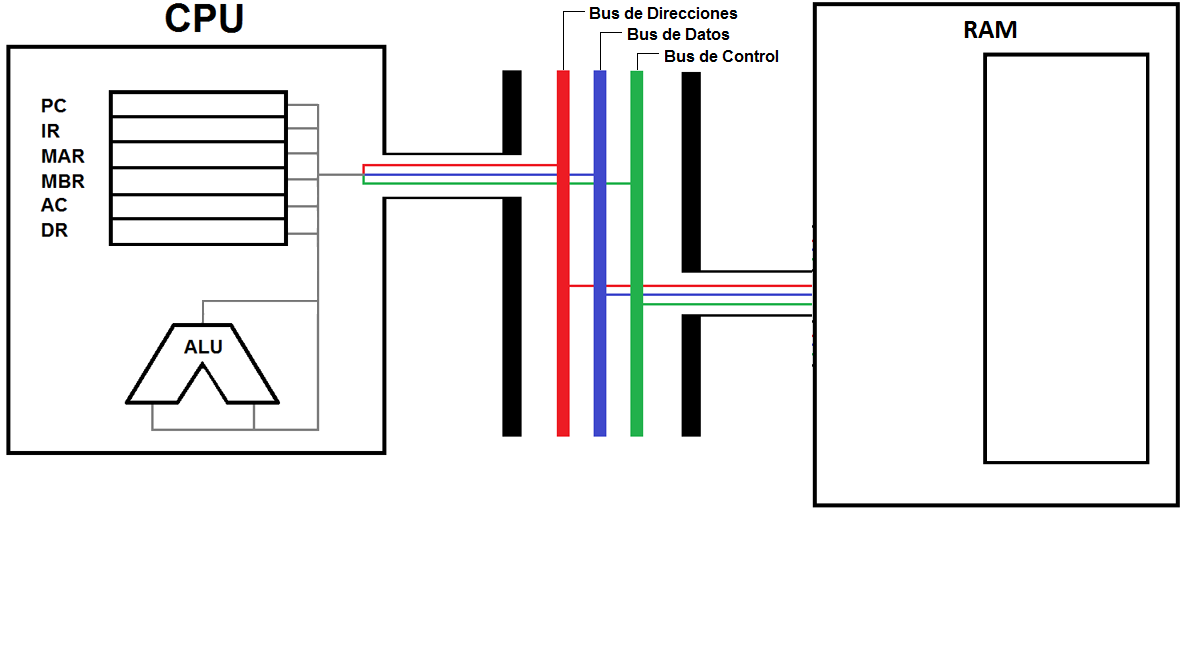 CPU
Bus de Direcciones
Bus de Datos
Bus de Control
RAM
PC
IR
MAR
MBR
AC
DR
ALU